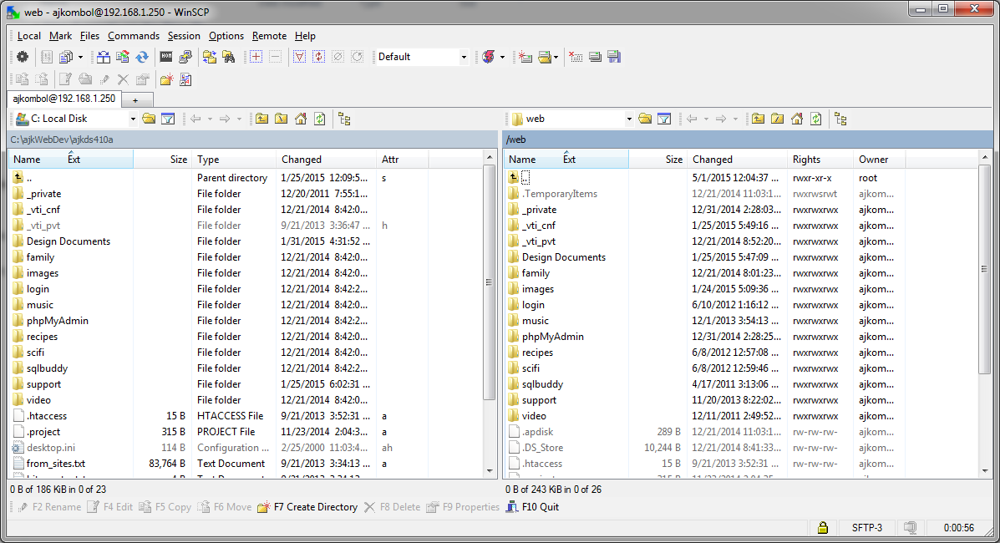 web - ajkombol@192.168.1.250 - WinSCP
Local Mark Files Commands Session Options Remote Help
Default
ajkombol@192.168.1.250 +
C: Local Disk web
C:\ajkWebDev\ajkds410a /web
Name Ext Size Type Changed Attr Name Ext Size Changed Rights Owner
.. Parent directory 1/25/2015 12:09:5... s .. 5/1/2015 12:04:37 ... rwxr-xr-x root
_private File folder 12/20/2011 7:55:1... .TemporaryItems 12/21/2014 11:03:1... rwxrwsrwt ajkom...
_vti_cnf File folder 12/21/2014 8:42:0... _private 12/31/2014 2:28:03... rwxrwxrwx ajkom...
_vti_pvt File folder 9/21/2013 3:36:47 ... h _vti_cnf 1/25/2015 5:49:16 ... rwxrwxrwx ajkom...
Design Documents File folder 1/31/2015 4:31:52 ... _vti_pvt 12/21/2014 8:52:20... rwxrwxrwx ajkom...
family File folder 12/21/2014 8:42:0... Design Documents 1/25/2015 5:47:09 ... rwxrwxrwx ajkom...
images File folder 12/21/2014 8:42:0... family 12/21/2014 8:01:23... rwxrwxrwx ajkom...
login File folder 12/21/2014 8:42:2... images 1/24/2015 5:09:36 ... rwxrwxrwx ajkom...
music File folder 12/21/2014 8:42:0... login 6/10/2012 1:16:12 ... rwxrwxrwx ajkom...
phpMyAdmin File folder 12/21/2014 8:42:2... music 12/1/2013 3:54:13 ... rwxrwxrwx ajkom...
recipes File folder 12/21/2014 8:42:0... phpMyAdmin 12/31/2014 2:28:25... rwxrwxrwx ajkom...
scifi File folder 12/21/2014 8:42:0... recipes 6/8/2012 12:57:08 ... rwxrwxrwx ajkom...
sqlbuddy File folder 12/21/2014 8:42:2... scifi 6/8/2012 12:59:46 ... rwxrwxrwx ajkom...
support File folder 1/25/2015 6:02:31 ... sqlbuddy 4/17/2011 3:13:06 ... rwxrwxrwx ajkom...
video File folder 12/21/2014 8:42:0... support 11/20/2013 8:22:02... rwxrwxrwx ajkom...
.htaccess 15 B HTACCESS File 9/21/2013 3:52:31 ... a video 12/11/2011 2:49:52... rwxrwxrwx ajkom...
.project 315 B PROJECT File 11/23/2014 2:04:3... a .apdisk 289 B 12/21/2014 11:03:1... rw-rw-rw- ajkom...
desktop.ini 114 B Configuration ... 2/25/2000 11:03:4... ah .DS_Store 10,244 B 12/21/2014 8:41:33... rw-rw-rw- ajkom...
from_sites.txt 83,764 B Text Document 9/21/2013 3:34:13 ... a .htaccess 15 B 9/21/2013 3:52:31 ... rw-rw-rw- ajkom...
0 B of 186 KiB in 0 of 23 0 B of 243 KiB in 0 of 26
F2 Rename F4 Edit F5 Copy F6 Move F7 Create Directory F8 Delete F9 Properties F10 Quit
SFTP-3 0:00:56